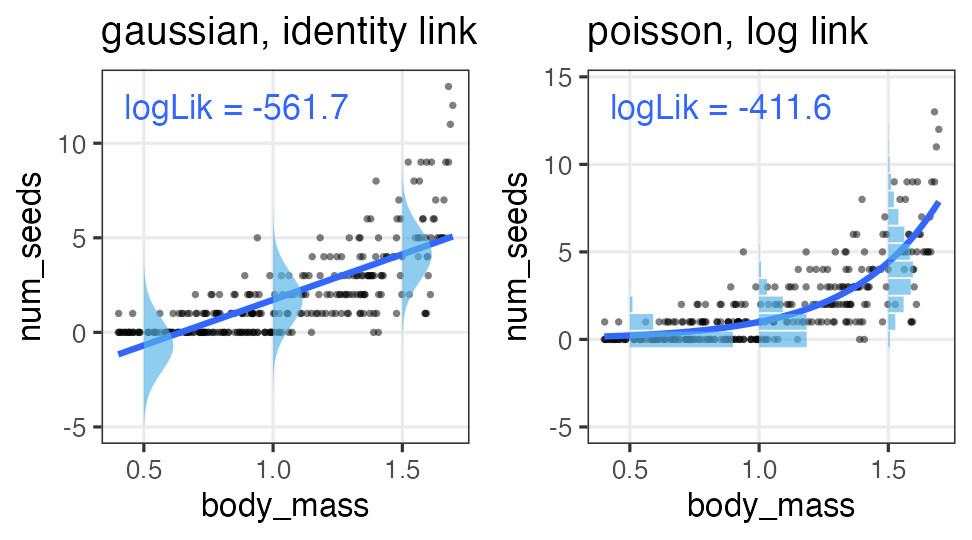 gaussian, identity link
logLik = -561.7
num_seeds
10
5
0
-5
0.5 1.0 1.5
body_mass
poisson, log link
logLik = -411.6
num_seeds
15
10
5
0
-5
0.5 1.0 1.5
body_mass